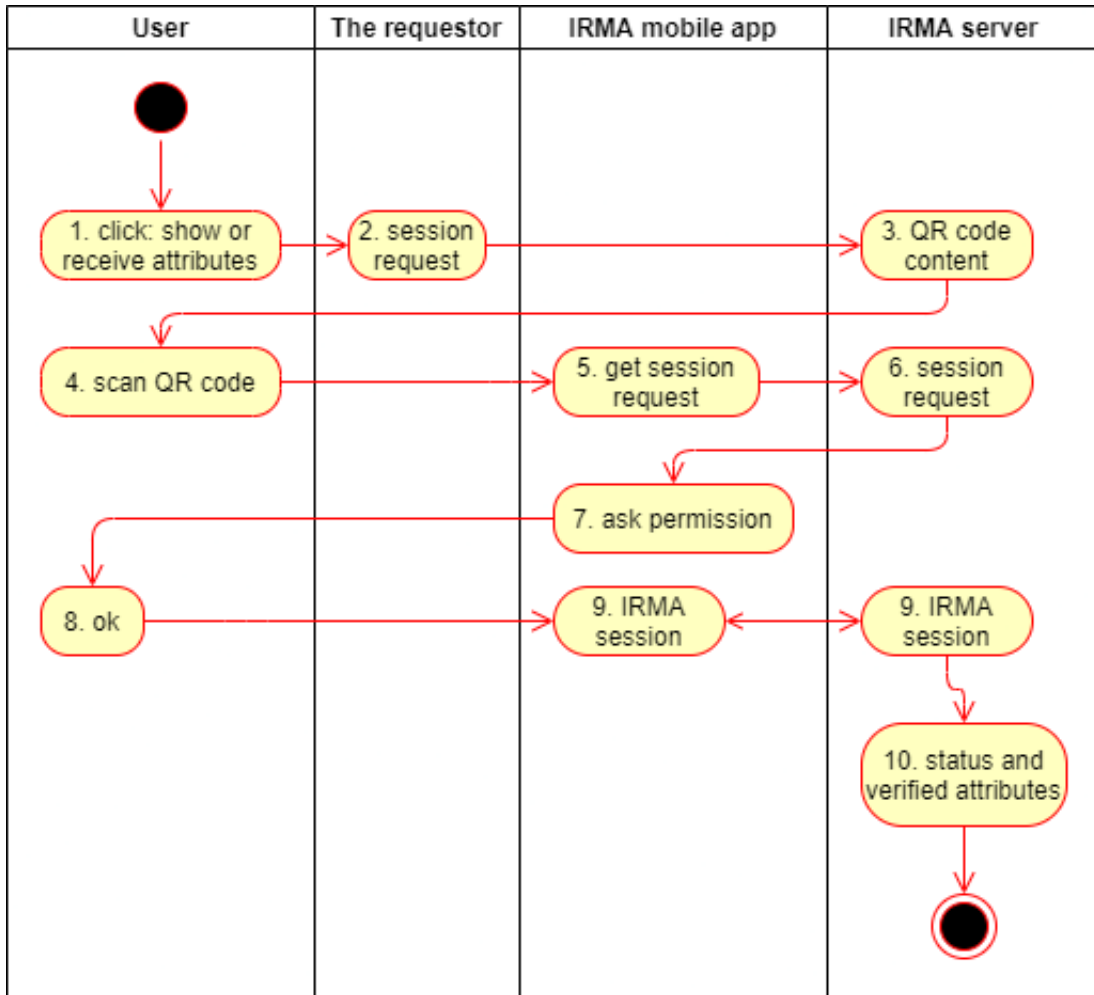 User
The requestor
IRMA mobile app
IRMA server
1. click: show or
receive attributes
2. session
request
3. QR code
content
4. scan QR code
5. get session
request
6. session
request
7. ask permission
8. ok
9. IRMA
session
9. IRMA
session
10. status and
verified attributes